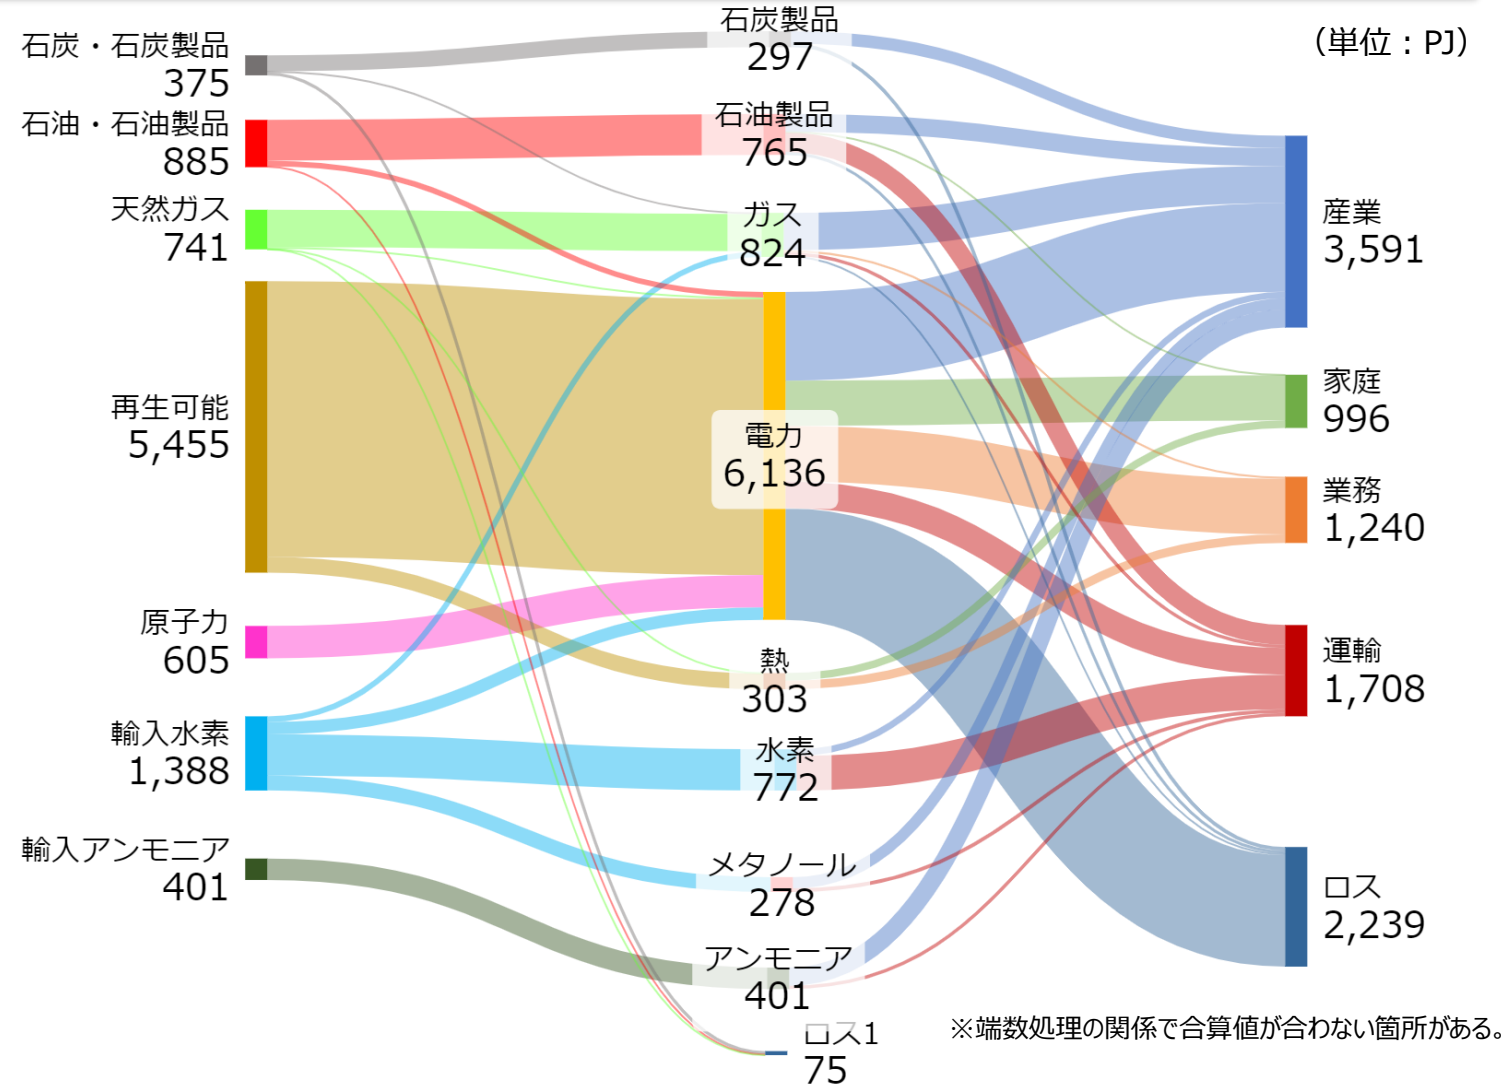 （単位：PJ）
石炭・石炭製品
375
石油・石油製品
885
天然ガス
741
再生可能
5,455
原子力
605
輸入水素
1,388
輸入アンモニア
401
石炭製品
297
石油製品
765
ガス
824
電力
6,136
熱
303
水素
772
メタノール
278
アンモニア
401
ロス1
75
産業
3,591
家庭
996
業務
1,240
運輸
1,708
ロス
2,239
※端数処理の関係で合算値が合わない箇所がある。